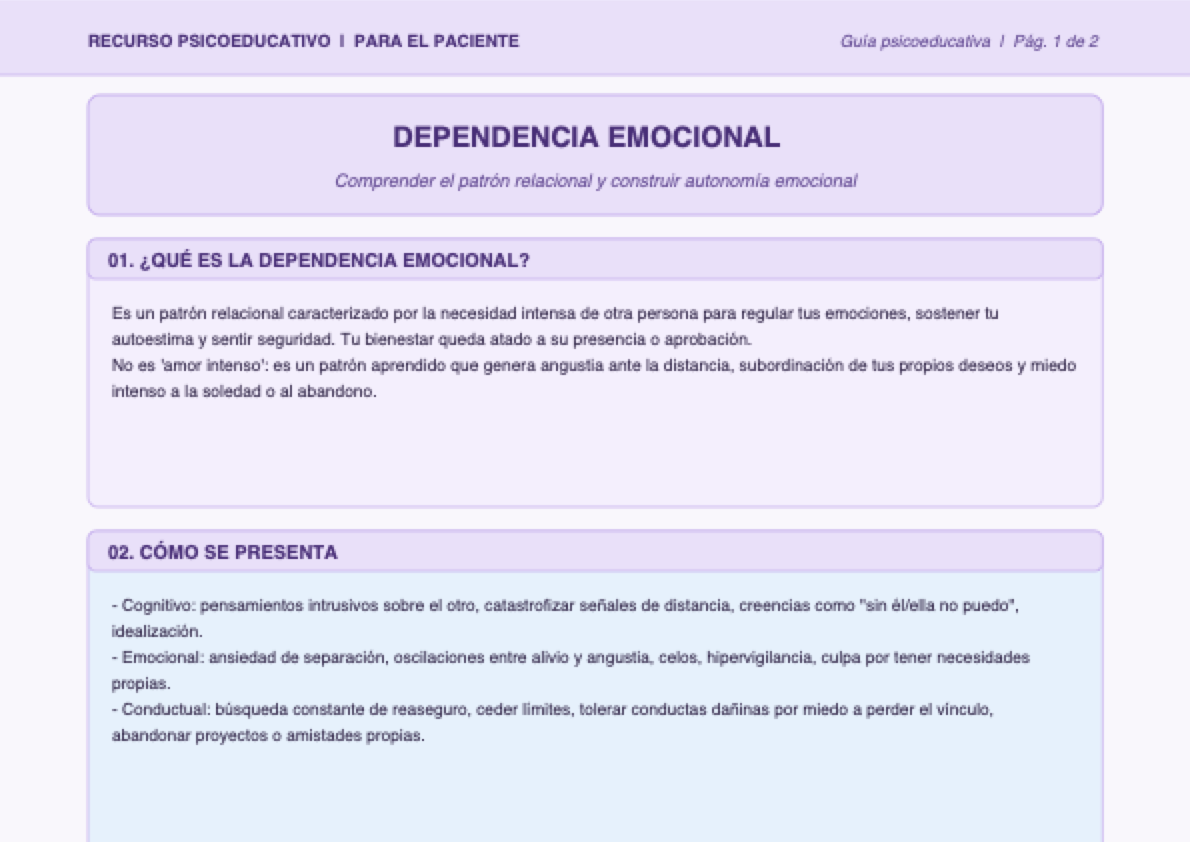 RECURSO PSICOEDUCATIVO | PARA EL PACIENTE
Guía psicoeducativa | Pág. 1 de 2
DEPENDENCIA EMOCIONAL
Comprender el patrón relacional y construir autonomía emocional
01. ¿QUÉ ES LA DEPENDENCIA EMOCIONAL?
Es un patrón relacional caracterizado por la necesidad intensa de otra persona para regular tus emociones, sostener tu
autoestima y sentir seguridad. Tu bienestar queda atado a su presencia o aprobación.
No es 'amor intenso': es un patrón aprendido que genera angustia ante la distancia, subordinación de tus propios deseos y miedo
intenso a la soledad o al abandono.
02. CÓMO SE PRESENTA
- Cognitivo: pensamientos intrusivos sobre el otro, catastrofizar señales de distancia, creencias como "sin él/ella no puedo",
idealización.
- Emocional: ansiedad de separación, oscilaciones entre alivio y angustia, celos, hipervigilancia, culpa por tener necesidades
propias.
- Conductual: búsqueda constante de reaseguro, ceder límites, tolerar conductas dañinas por miedo a perder el vínculo,
abandonar proyectos o amistades propias.